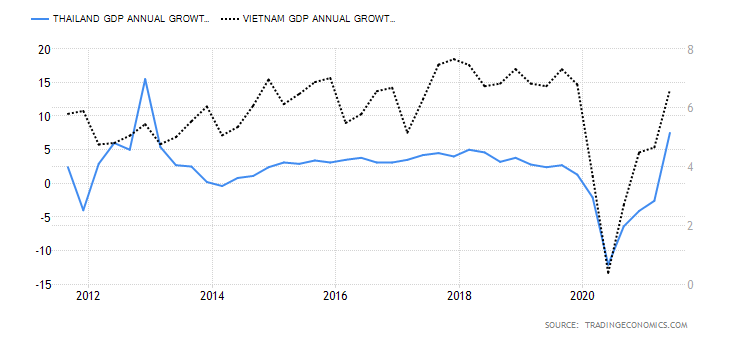 THAILAND GDP ANNUAL GROWT... VIETNAM GDP ANNUAL GROWT...
20 8
15
10 6
5
0 4
-5 2
-10
-15 0
2012 2014 2016 2018 2020
SOURCE: TRADINGECONOMICS.COM